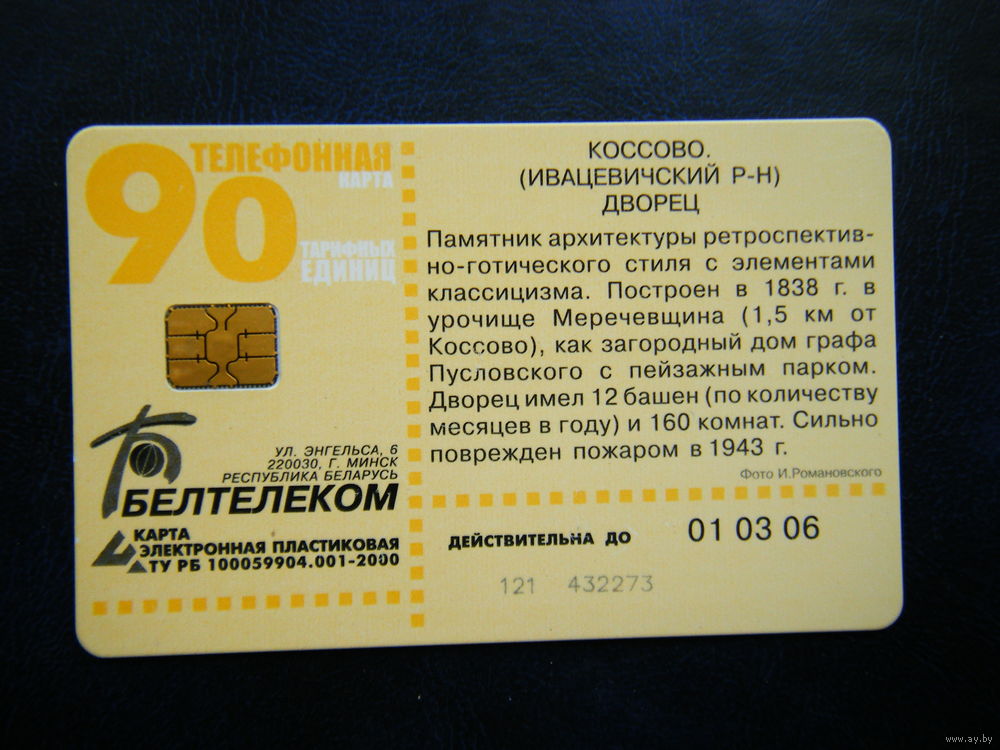 90
ТЕЛЕФОННАЯ
КАРТА
ТАРИФНЫХ
ЕДИНИЦ
УЛ. ЭНГЕЛЬСА, 6
220030, Г. МИНСК
РЕСПУБЛИКА БЕЛАРУСЬ
БЕЛТЕЛЕКОМ
КАРТА
ЭЛЕКТРОННАЯ ПЛАСТИКОВАЯ
ТУ РБ 100059904.001-2000
КОССОВО.
(ИВАЦЕВИЧСКИЙ Р-Н)
ДВОРЕЦ
Памятник архитектуры ретроспектив-
но-готического стиля с элементами
классицизма. Построен в 1838 г. в
урочище Меречевщина (1,5 км от
Коссово), как загородный дом графа
Пусловского с пейзажным парком.
Дворец имел 12 башен (по количеству
месяцев в году) и 160 комнат. Сильно
поврежден пожаром в 1943 г.
Фото И.Романовского
ДЕЙСТВИТЕЛЬНА ДО 01 03 06
121 432273
www.ay.by